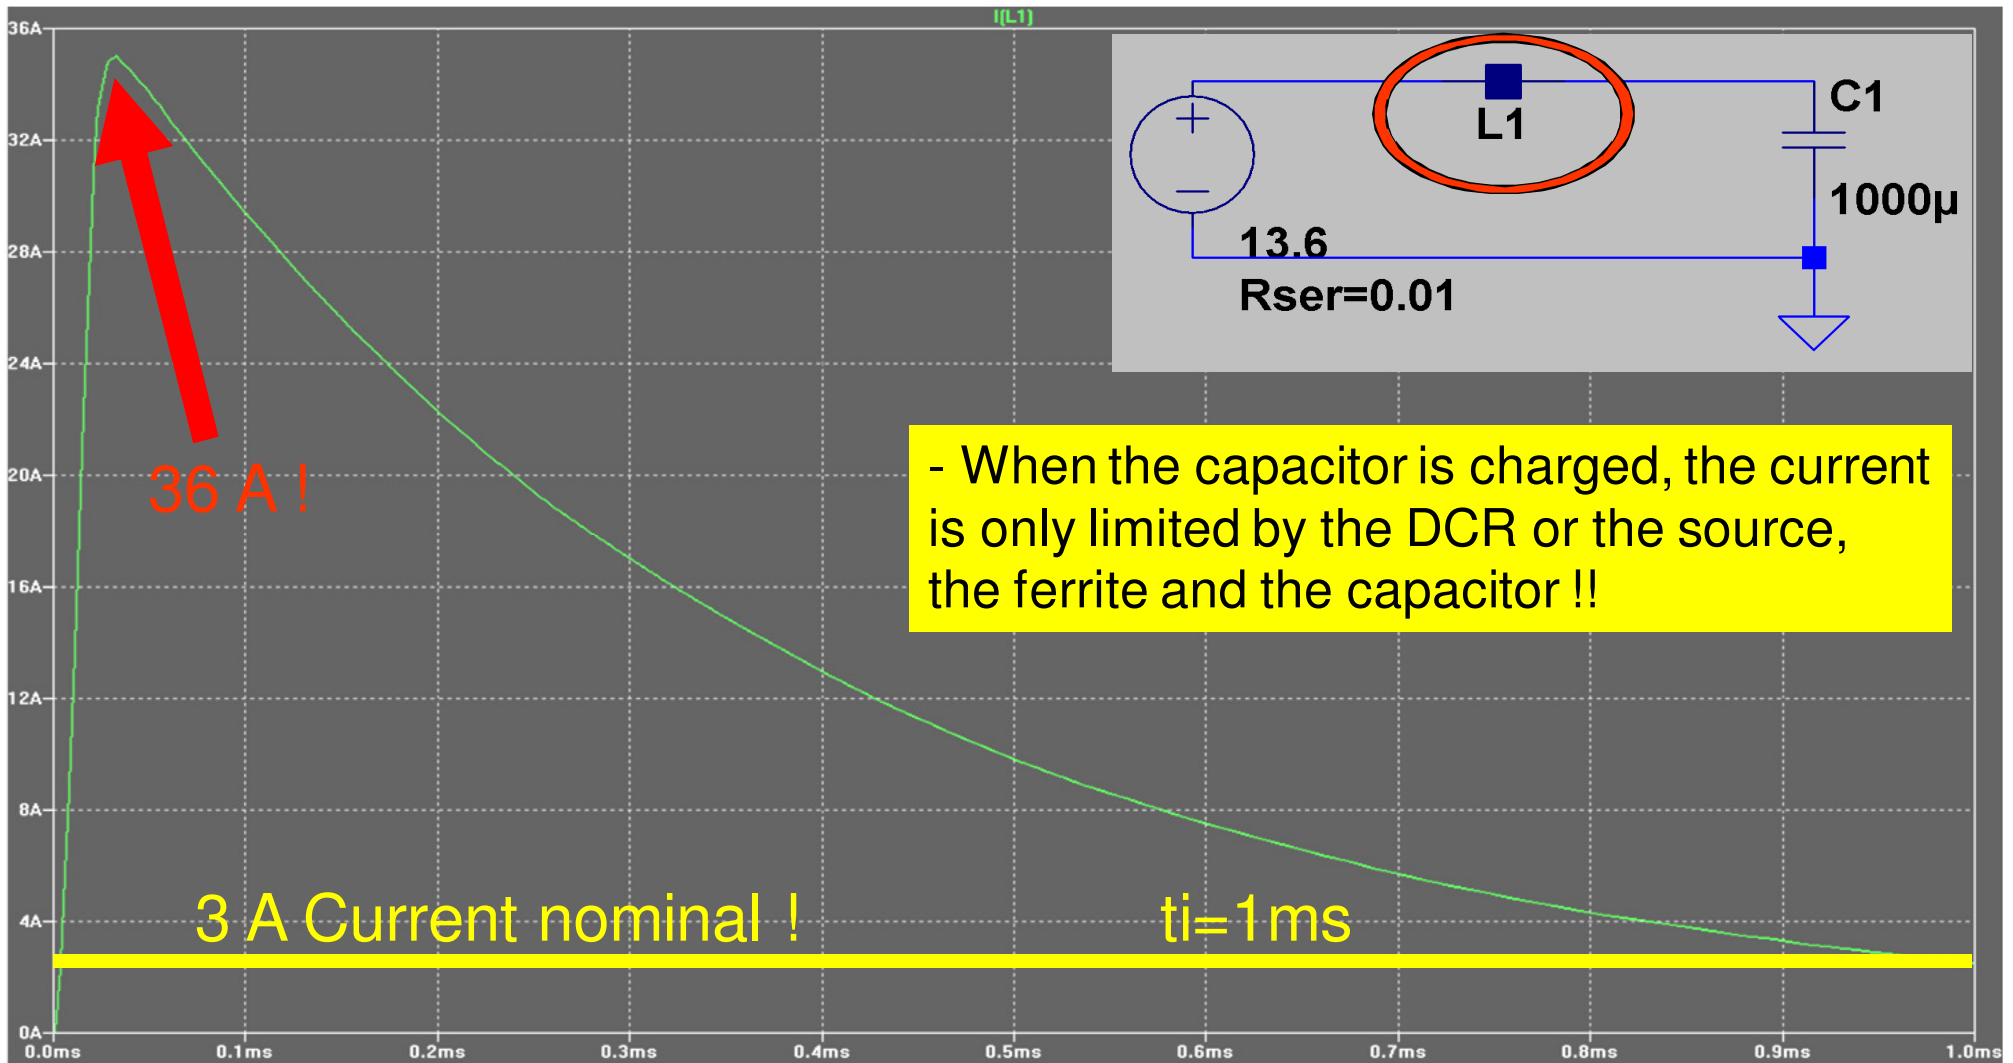 I(L1)
36A
32A
28A
24A
20A
16A
12A
8A
4A
0A
36 A !
C1
L1
1000µ
13.6
Rser=0.01
- When the capacitor is charged, the current
is only limited by the DCR or the source,
the ferrite and the capacitor !!
3 A Current nominal !
ti=1ms
0.0ms 0.1ms 0.2ms 0.3ms 0.4ms 0.5ms 0.6ms 0.7ms 0.8ms 0.9ms 1.0ms